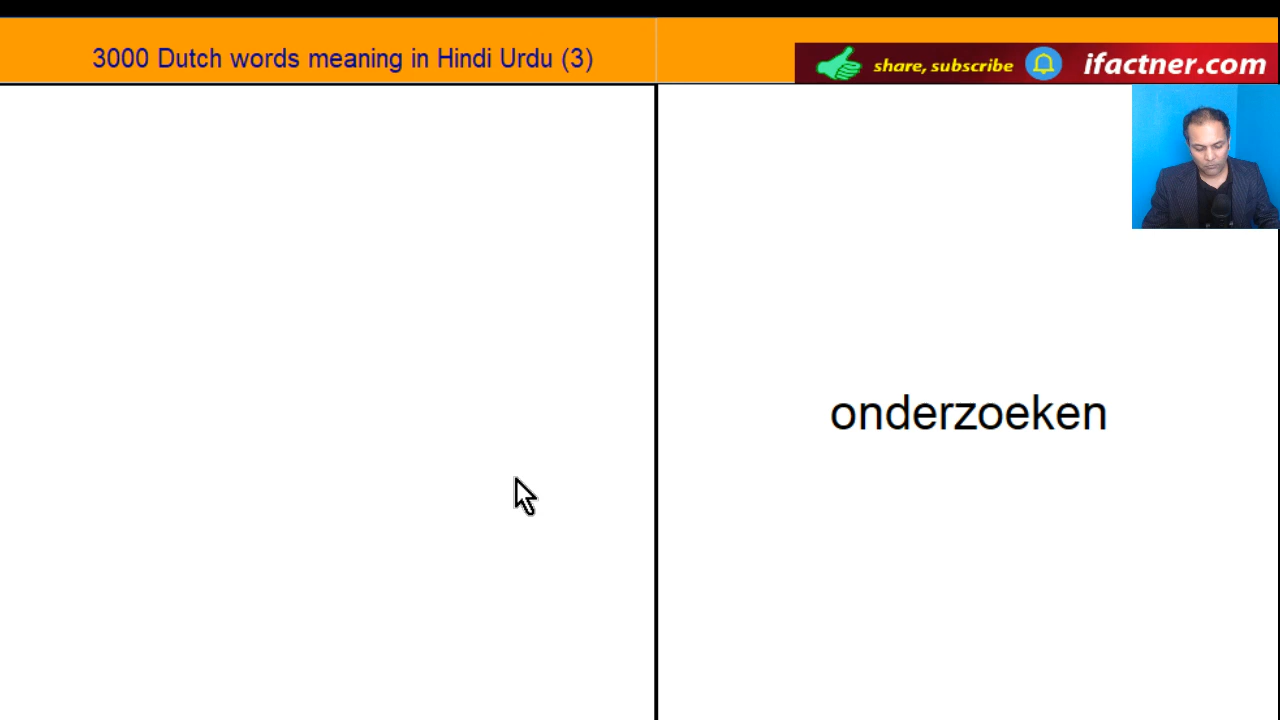 3000 Dutch words meaning in Hindi Urdu (3)
share, subscribe
ifactner.com
onderzoeken